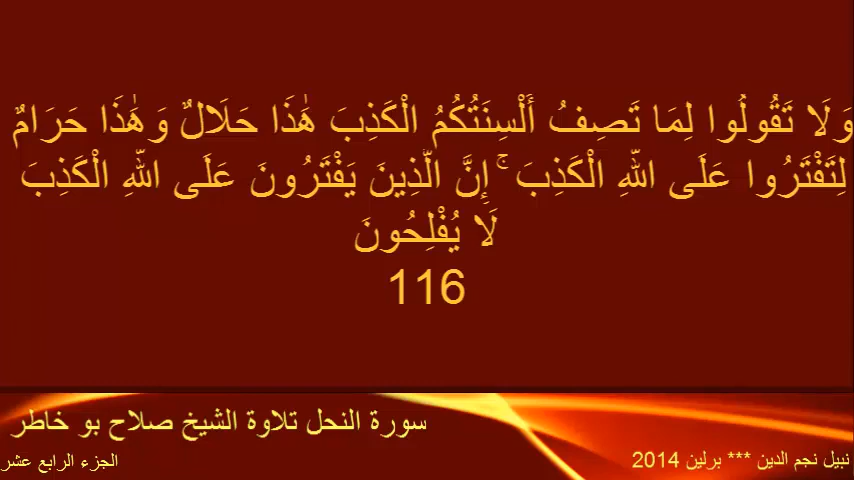 وَلَا تَقُولُوا لِمَا تَصِفُ أَلْسِنَتُكُمُ الْكَذِبَ هَٰذَا حَلَالٌ وَهَٰذَا حَرَامٌ
لِتَفْتَرُوا عَلَى اللَّهِ الْكَذِبَ ۚ إِنَّ الَّذِينَ يَفْتَرُونَ عَلَى اللَّهِ الْكَذِبَ
لَا يُفْلِحُونَ
116
سورة النحل تلاوة الشيخ صلاح بو خاطر
نبيل نجم الدين *** برلين 2014
الجزء الرابع عشر